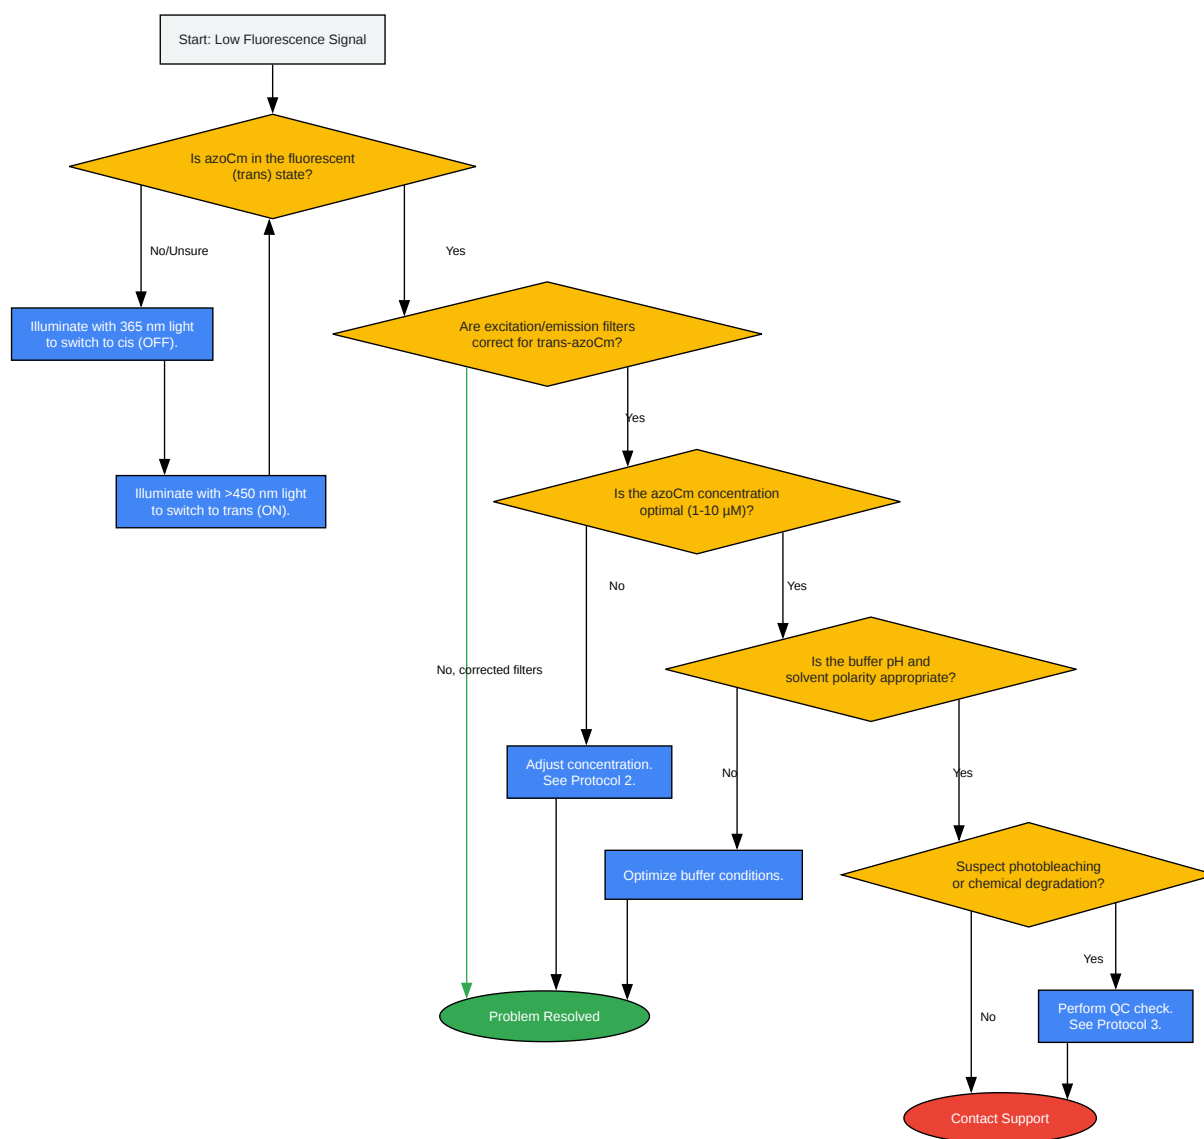 Start: Low Fluorescence Signal
Is azoCm in the fluorescent
(trans) state?
No/Unsure
Yes
Illuminate with 365 nm light
to switch to cis (OFF).
Are excitation/emission filters
correct for trans-azoCm?
Yes
Illuminate with >450 nm light
to switch to trans (ON).
Is the azoCm concentration
optimal (1-10 µM)?
No
Yes
No, corrected filters
Is the buffer pH and
solvent polarity appropriate?
Adjust concentration.
See Protocol 2.
No
Yes
Optimize buffer conditions.
Suspect photobleaching
or chemical degradation?
Yes
Problem Resolved
No
Perform QC check.
See Protocol 3.
Contact Support